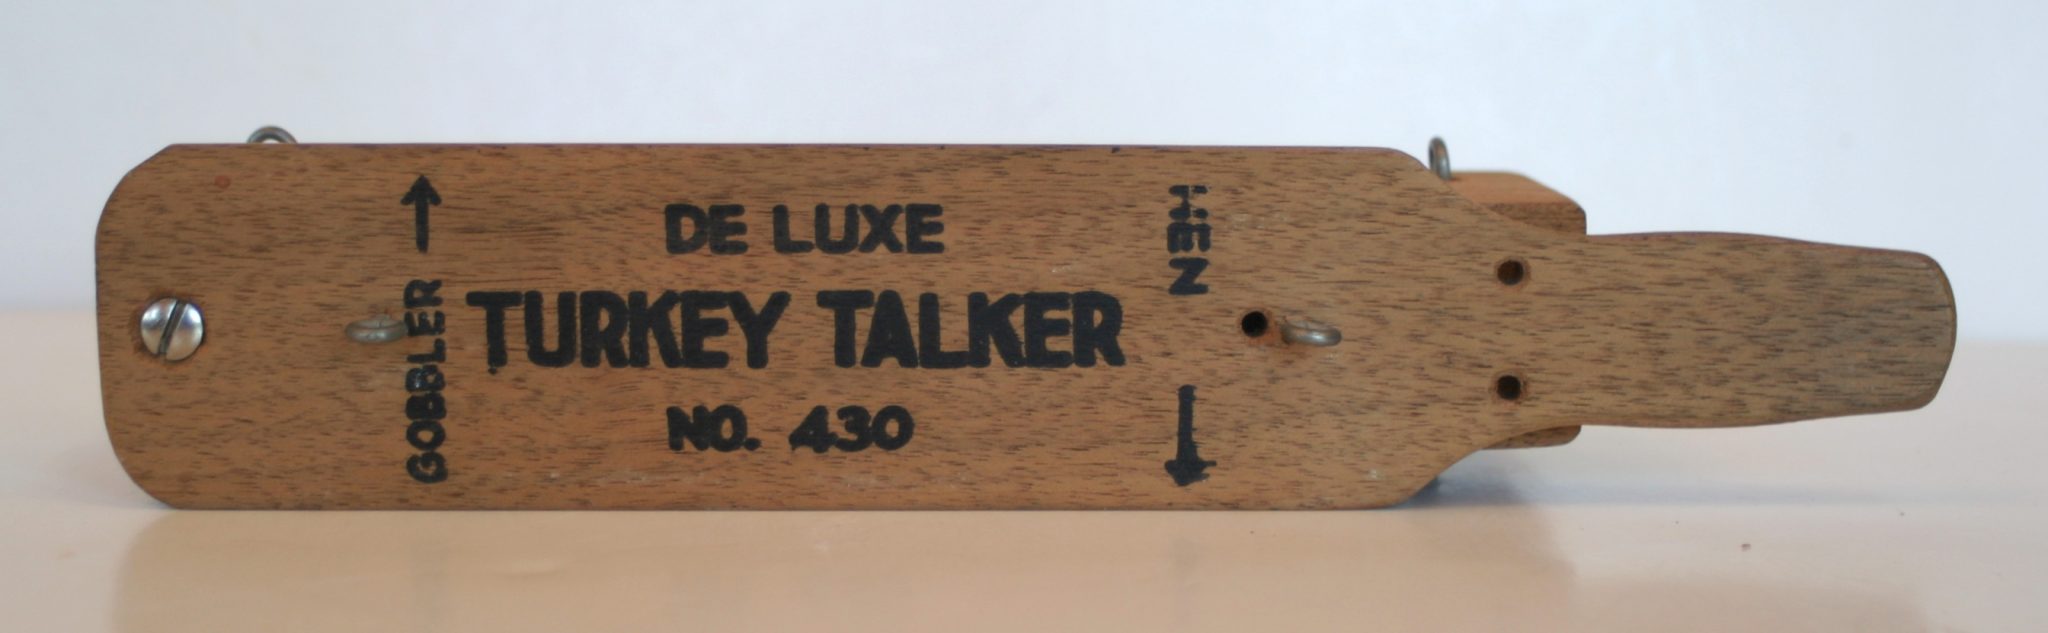 GOBBLER
DE LUXE
TURKEY TALKER
NO. 430
HEN